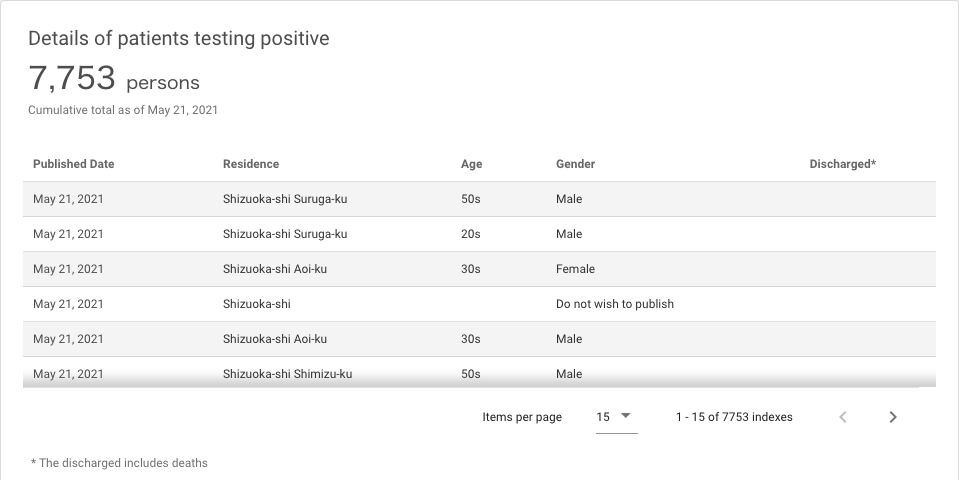 Details of patients testing positive
7,753 persons
Cumulative total as of May 21, 2021
Published Date Residence Age Gender Discharged*
May 21, 2021 Shizuoka-shi Suruga-ku 50s Male
May 21, 2021 Shizuoka-shi Suruga-ku 20s Male
May 21, 2021 Shizuoka-shi Aoi-ku 30s Female
May 21, 2021 Shizuoka-shi Do not wish to publish
May 21, 2021 Shizuoka-shi Aoi-ku 30s Male
May 21, 2021 Shizuoka-shi Shimizu-ku 50s Male
Items per page 15 1 - 15 of 7753 indexes
* The discharged includes deaths